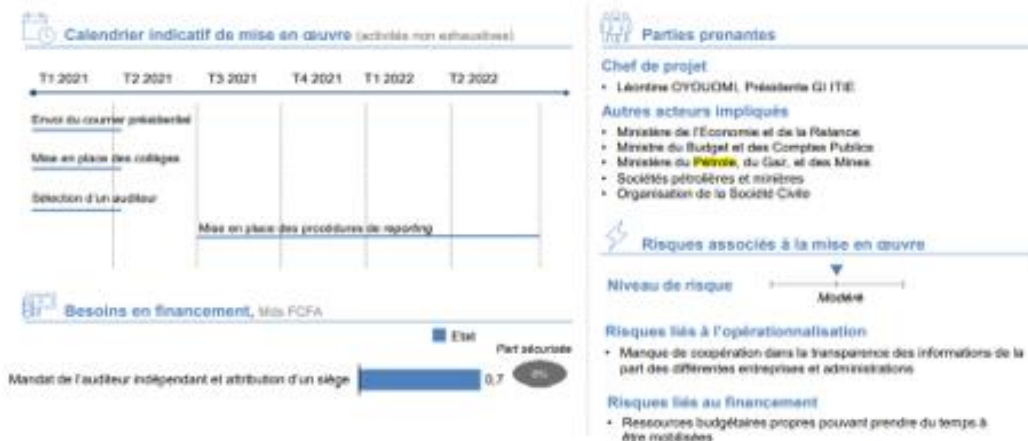 Calendrier indicatif de mise en œuvre (activités non exhaustives)
T1 2021 T2 2021 T3 2021 T4 2021 T1 2022 T2 2022
Envoi du courrier présidentiel
Mise en place des collèges
Sélection d'un auditeur
Mise en place des procédures de reporting
Besoins en financement, Mds FCFA
Etat
Part sécurisée
Mandat de l'auditeur indépendant et attribution d'un siège 0,7 0%
Parties prenantes
Chef de projet
• Léontine OYOUOMI, Présidente GI ITIE
Autres acteurs impliqués
• Ministère de l'Economie et de la Relance
• Ministre du Budget et des Comptes Publics
• Ministère du Pétrole, du Gaz, et des Mines
• Sociétés pétrolières et minières
• Organisation de la Société Civile
Risques associés à la mise en œuvre
Niveau de risque
Modéré
Risques liés à l'opérationnalisation
• Manque de coopération dans la transparence des informations de la
part des différentes entreprises et administrations
Risques liés au financement
• Ressources budgétaires propres pouvant prendre du temps à
être mobilisées